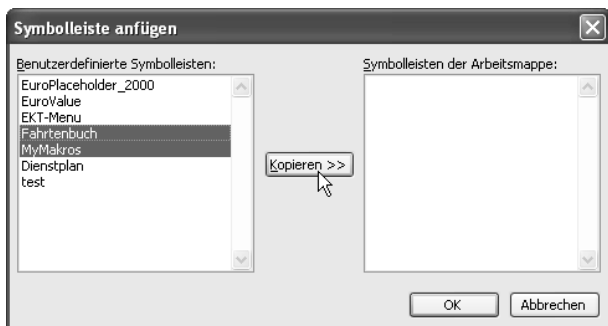 Symbolleiste anfügen
Benutzerdefinierte Symbolleisten:
EuroPlaceholder_2000
EuroValue
EKT-Menu
Fahrtenbuch
MyMakros
Dienstplan
test
Kopieren >>
Symbolleisten der Arbeitsmappe:
OK
Abbrechen